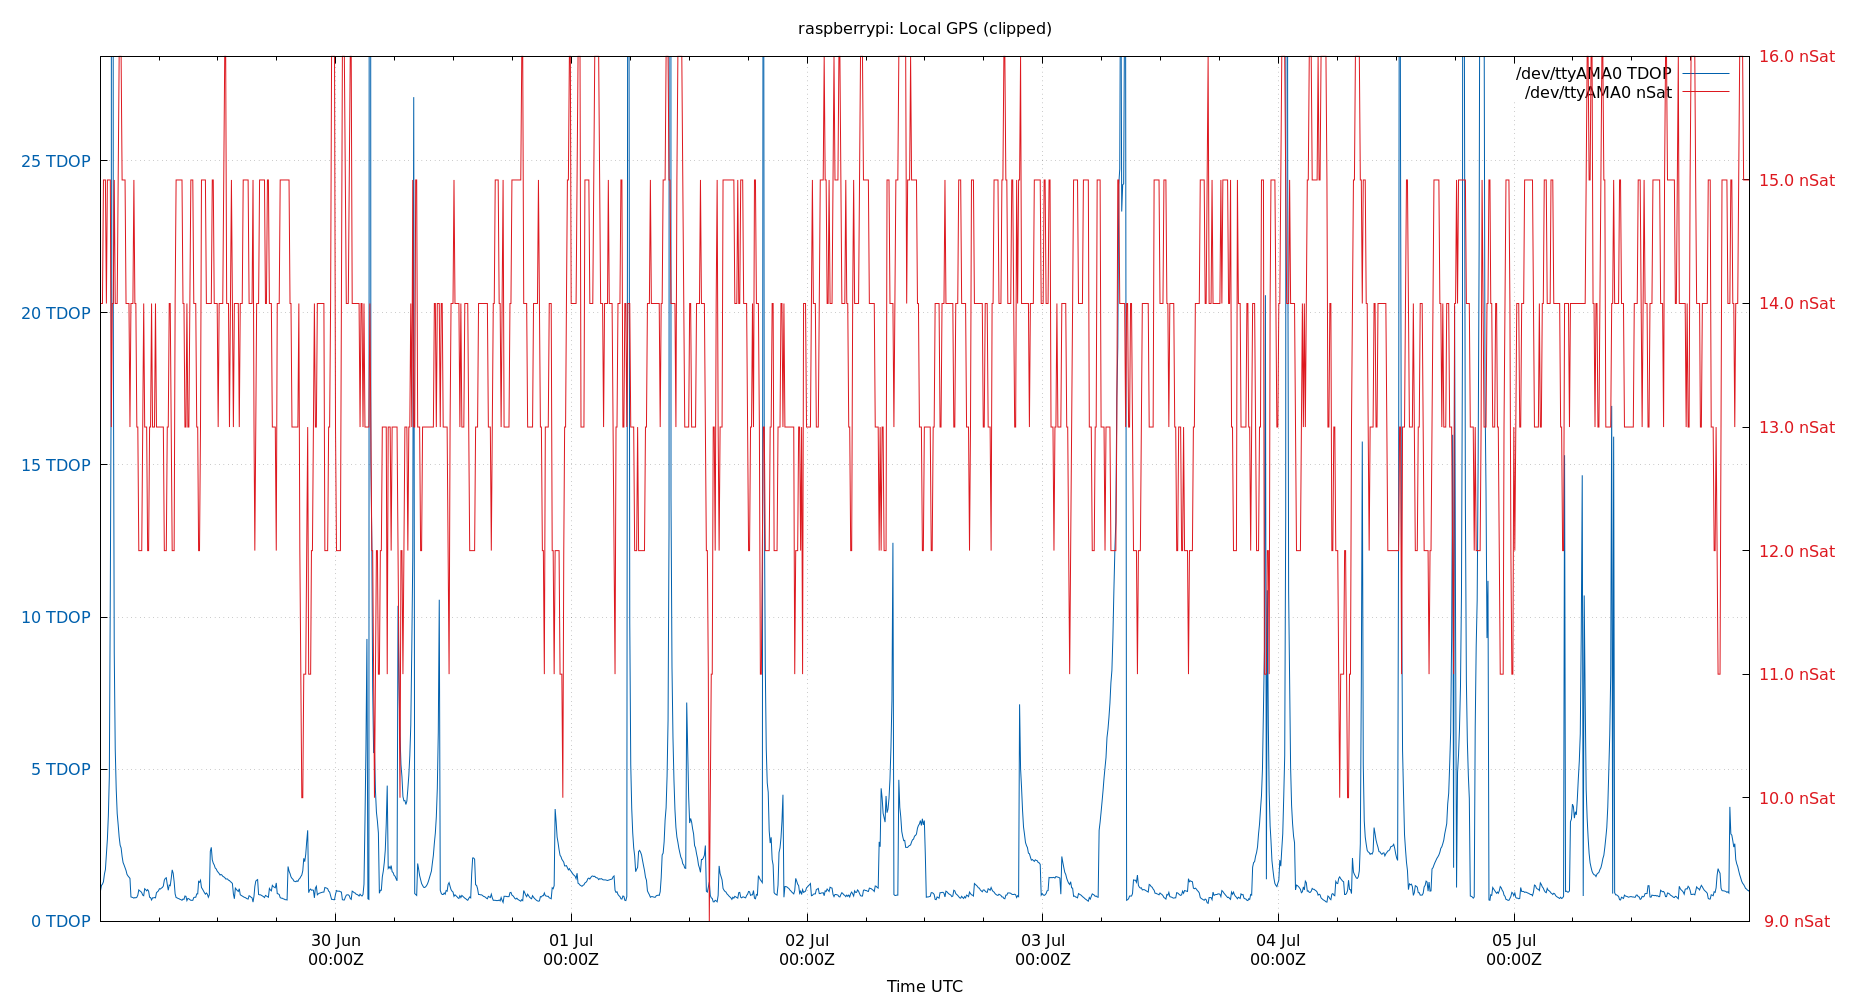 raspberrypi: Local GPS (clipped)
/dev/ttyAMA0 TDOP
/dev/ttyAMA0 nSat
25 TDOP
20 TDOP
15 TDOP
10 TDOP
5 TDOP
0 TDOP
16.0 nSat
15.0 nSat
14.0 nSat
13.0 nSat
12.0 nSat
11.0 nSat
10.0 nSat
9.0 nSat
30 Jun
00:00Z
01 Jul
00:00Z
02 Jul
00:00Z
03 Jul
00:00Z
04 Jul
00:00Z
05 Jul
00:00Z
Time UTC